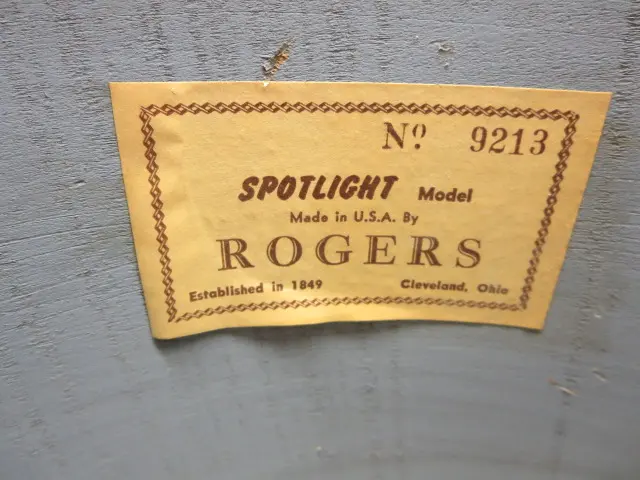 Nº 9213
SPOTLIGHT Model
Made in U.S.A. By
ROGERS
Established in 1849 Cleveland, Ohio